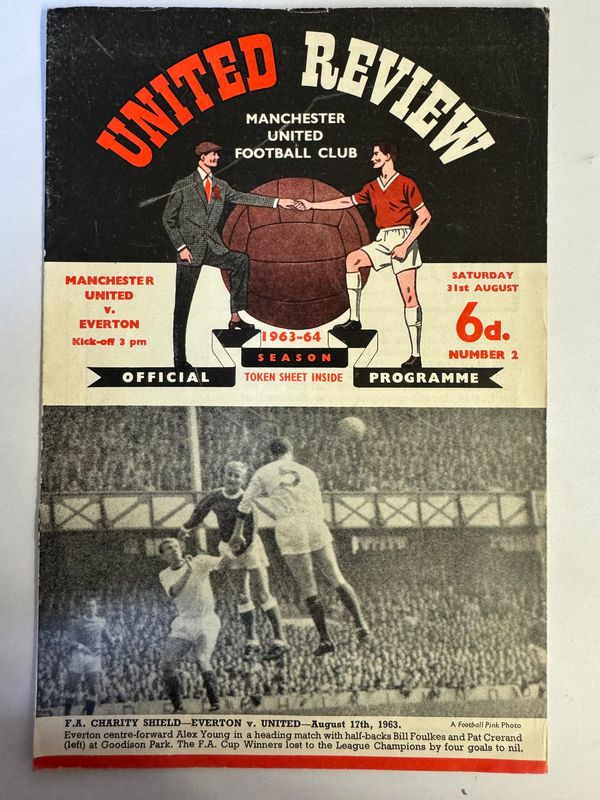 UNITED REVIEW
MANCHESTER
UNITED
FOOTBALL CLUB
MANCHESTER
UNITED
v.
EVERTON
Kick-off 3 pm
SATURDAY
31st AUGUST
6d.
NUMBER 2
1963-64
SEASON
OFFICIAL
TOKEN SHEET INSIDE
PROGRAMME
5
F.A. CHARITY SHIELD—EVERTON v. UNITED—August 17th, 1963.
A Football Pink Photo
Everton centre-forward Alex Young in a heading match with half-backs Bill Foulkes and Pat Crerand
(left) at Goodison Park. The F.A. Cup Winners lost to the League Champions by four goals to nil.